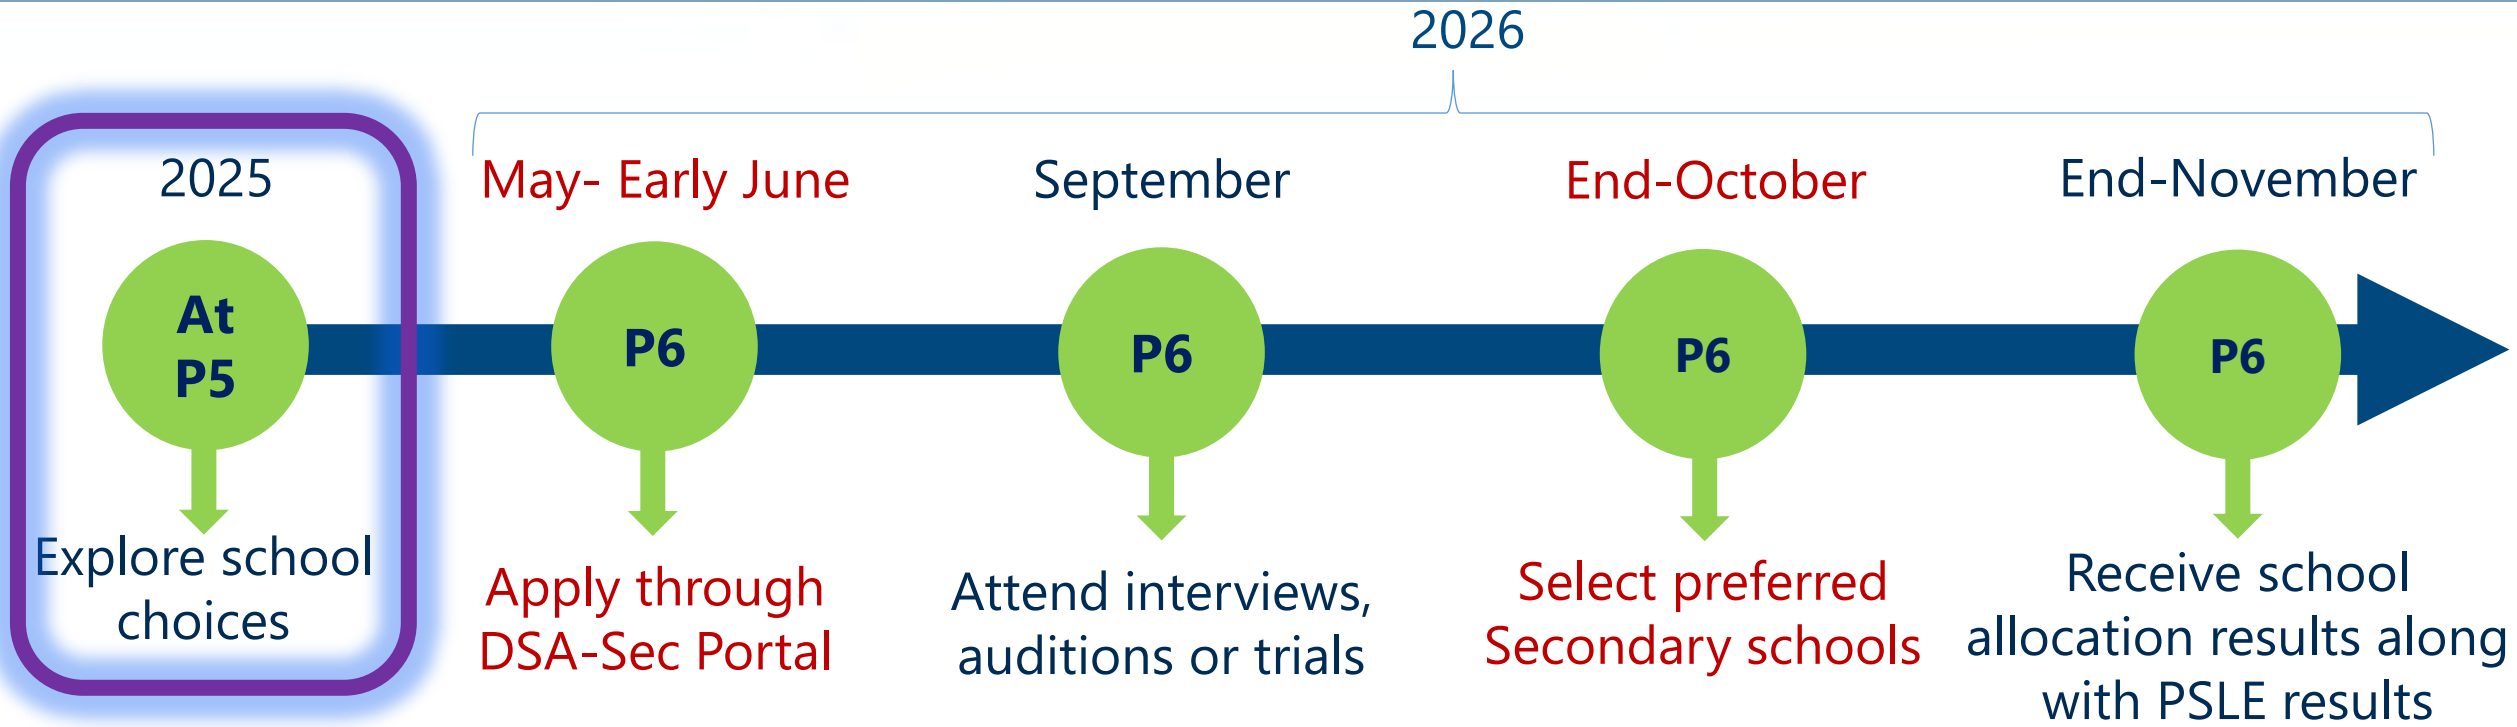 2026
2025
May- Early June
September
End-October
End-November
At
P5
P6
P6
P6
P6
Explore school
choices
Apply through
DSA-Sec Portal
Attend interviews,
auditions or trials
Select preferred
Secondary schools
Receive school
allocation results along
with PSLE results